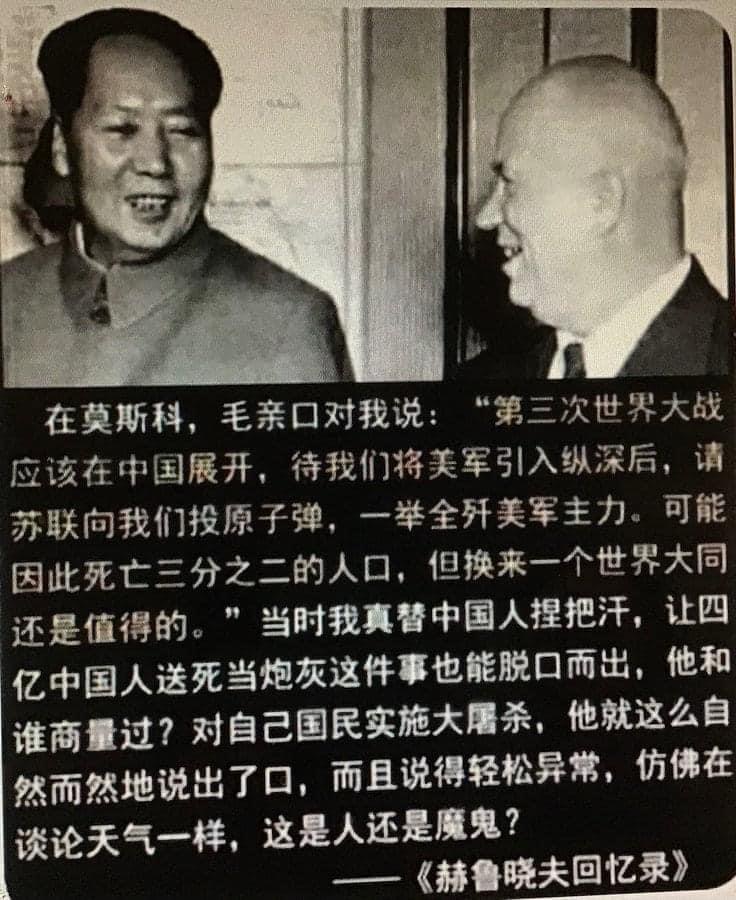 在莫斯科，毛亲口对我说：“第三次世界大战
应该在中国展开，待我们将美军引入纵深后，请
苏联向我们投原子弹，一举全歼美军主力。可能
因此死亡三分之二的人口，但换来一个世界大同
还是值得的。”当时我真替中国人捏把汗，让四
亿中国人送死当炮灰这件事也能脱口而出，他和
谁商量过？对自己国民实施大屠杀，他就这么自
然而然地说出了口，而且说得轻松异常，仿佛在
谈论天气一样，这是人还是魔鬼？
——《赫鲁晓夫回忆录》